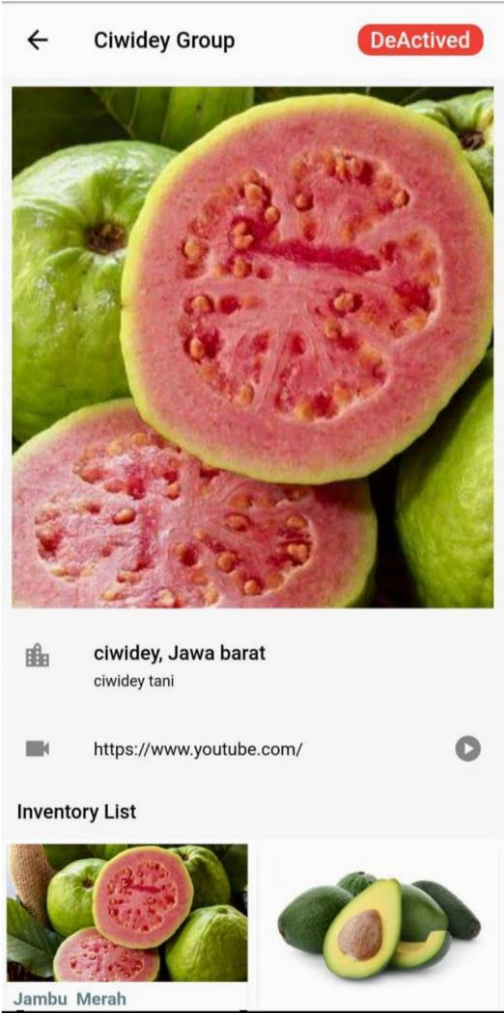 Ciwidey Group
DeActived
ciwidey, Jawa barat
ciwidey tani
https://www.youtube.com/
Inventory List
Jambu Merah